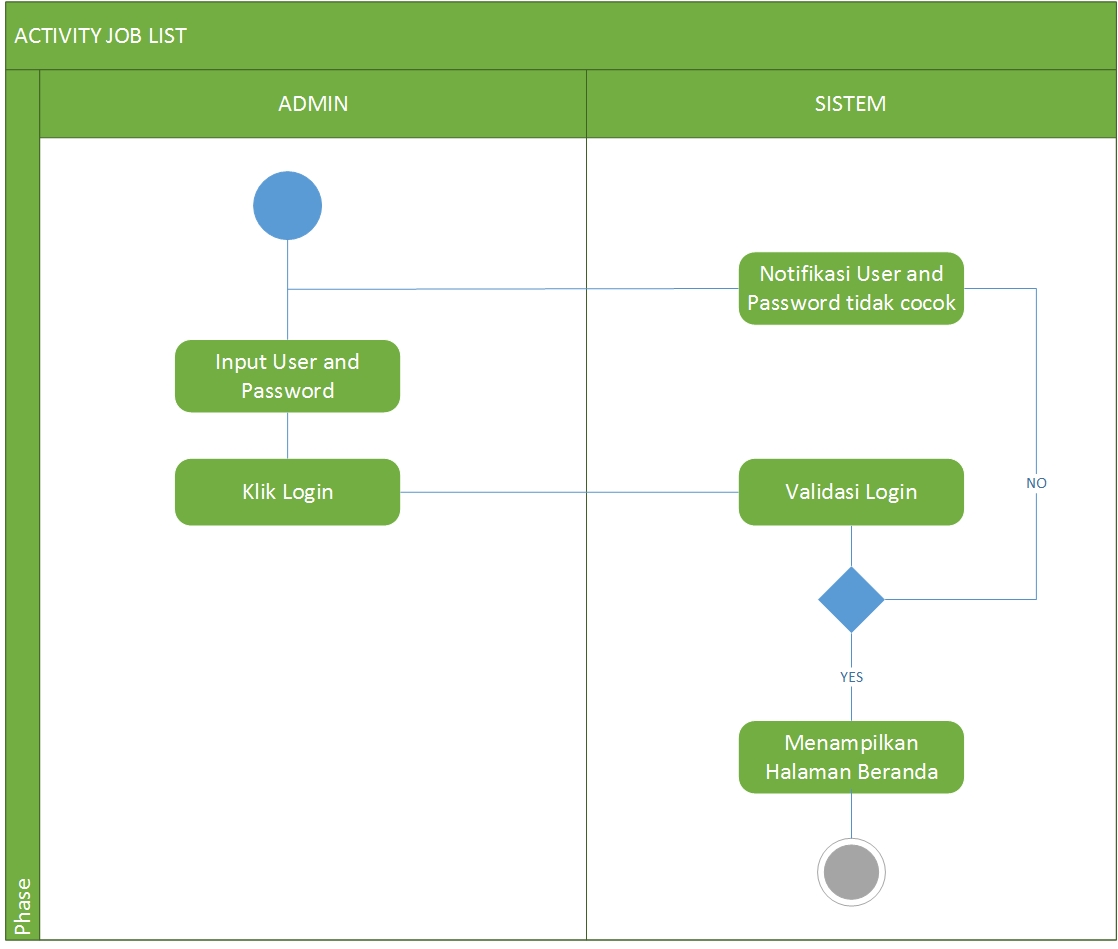 ACTIVITY JOB LIST
ADMIN
SISTEM
Notifikasi User and
Password tidak cocok
Input User and
Password
Klik Login
Validasi Login
NO
YES
Menampilkan
Halaman Beranda
Phase